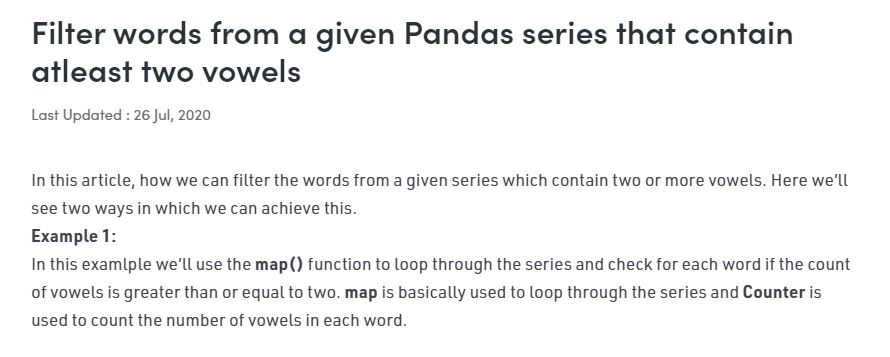 Filter words from a given Pandas series that contain
atleast two vowels
Last Updated : 26 Jul, 2020
In this article, how we can filter the words from a given series which contain two or more vowels. Here we'll
see two ways in which we can achieve this.
Example 1:
In this examlple we'll use the map() function to loop through the series and check for each word if the count
of vowels is greater than or equal to two. map is basically used to loop through the series and Counter is
used to count the number of vowels in each word.